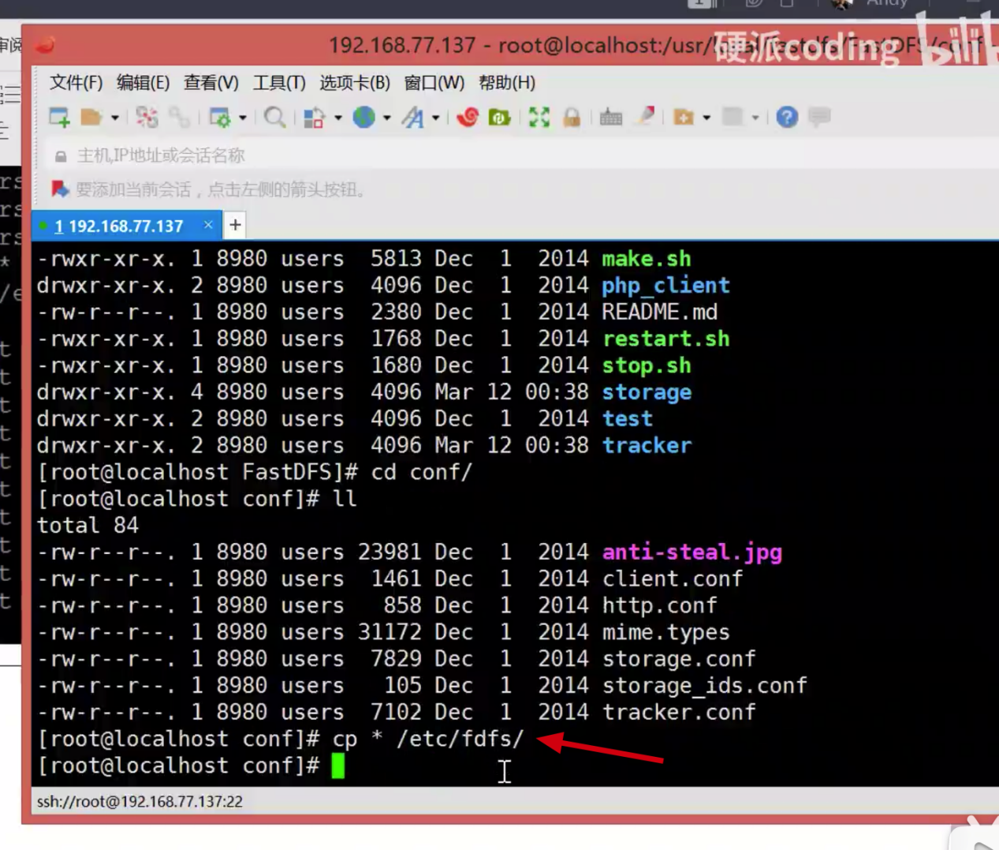 Andy
审阅
192.168.77.137 - root@localhost:/usr/
硬派coding
文件(F) 编辑(E) 查看(V) 工具(T) 选项卡(B) 窗口(W) 帮助(H)
主机,IP地址或会话名称
要添加当前会话，点击左侧的箭头按钮。
1 192.168.77.137 × +
-rwxr-xr-x. 1 8980 users  5813 Dec  1  2014 make.sh
drwxr-xr-x. 2 8980 users  4096 Dec  1  2014 php_client
-rw-r--r--. 1 8980 users  2380 Dec  1  2014 README.md
-rwxr-xr-x. 1 8980 users  1768 Dec  1  2014 restart.sh
-rwxr-xr-x. 1 8980 users  1680 Dec  1  2014 stop.sh
drwxr-xr-x. 4 8980 users  4096 Mar 12 00:38 storage
drwxr-xr-x. 2 8980 users  4096 Dec  1  2014 test
drwxr-xr-x. 2 8980 users  4096 Mar 12 00:38 tracker
[root@localhost FastDFS]# cd conf/
[root@localhost conf]# ll
total 84
-rw-r--r--. 1 8980 users 23981 Dec  1  2014 anti-steal.jpg
-rw-r--r--. 1 8980 users  1461 Dec  1  2014 client.conf
-rw-r--r--. 1 8980 users   858 Dec  1  2014 http.conf
-rw-r--r--. 1 8980 users 31172 Dec  1  2014 mime.types
-rw-r--r--. 1 8980 users  7829 Dec  1  2014 storage.conf
-rw-r--r--. 1 8980 users   105 Dec  1  2014 storage_ids.conf
-rw-r--r--. 1 8980 users  7102 Dec  1  2014 tracker.conf
[root@localhost conf]# cp * /etc/fdfs/
[root@localhost conf]#
ssh://root@192.168.77.137:22